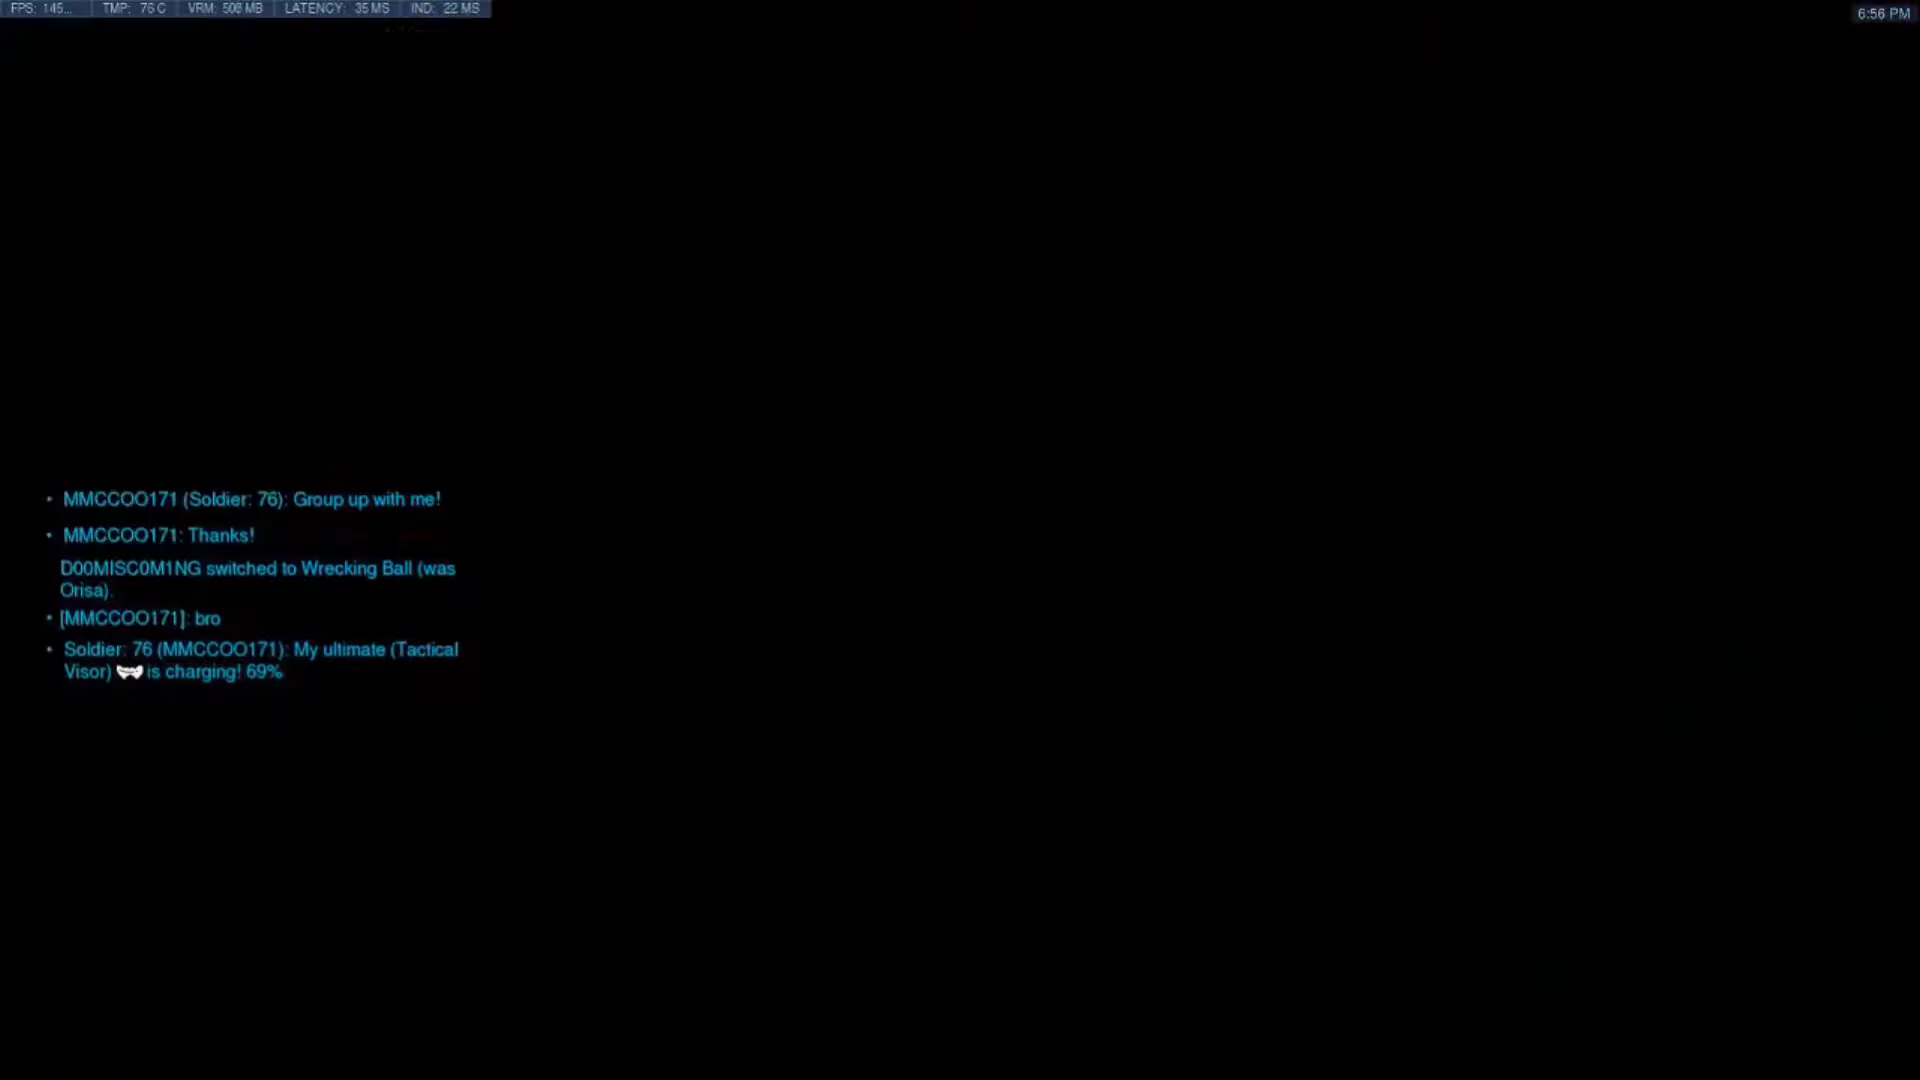 FPS: 145... TMP: 76 C VRM: 508 MB LATENCY: 35 MS IND: 22 MS
6:56 PM
• MMCCOO171 (Soldier: 76): Group up with me!
• MMCCOO171: Thanks!
D00MISC0M1NG switched to Wrecking Ball (was
Orisa).
• [MMCCOO171]: bro
• Soldier: 76 (MMCCOO171): My ultimate (Tactical
Visor) is charging! 69%